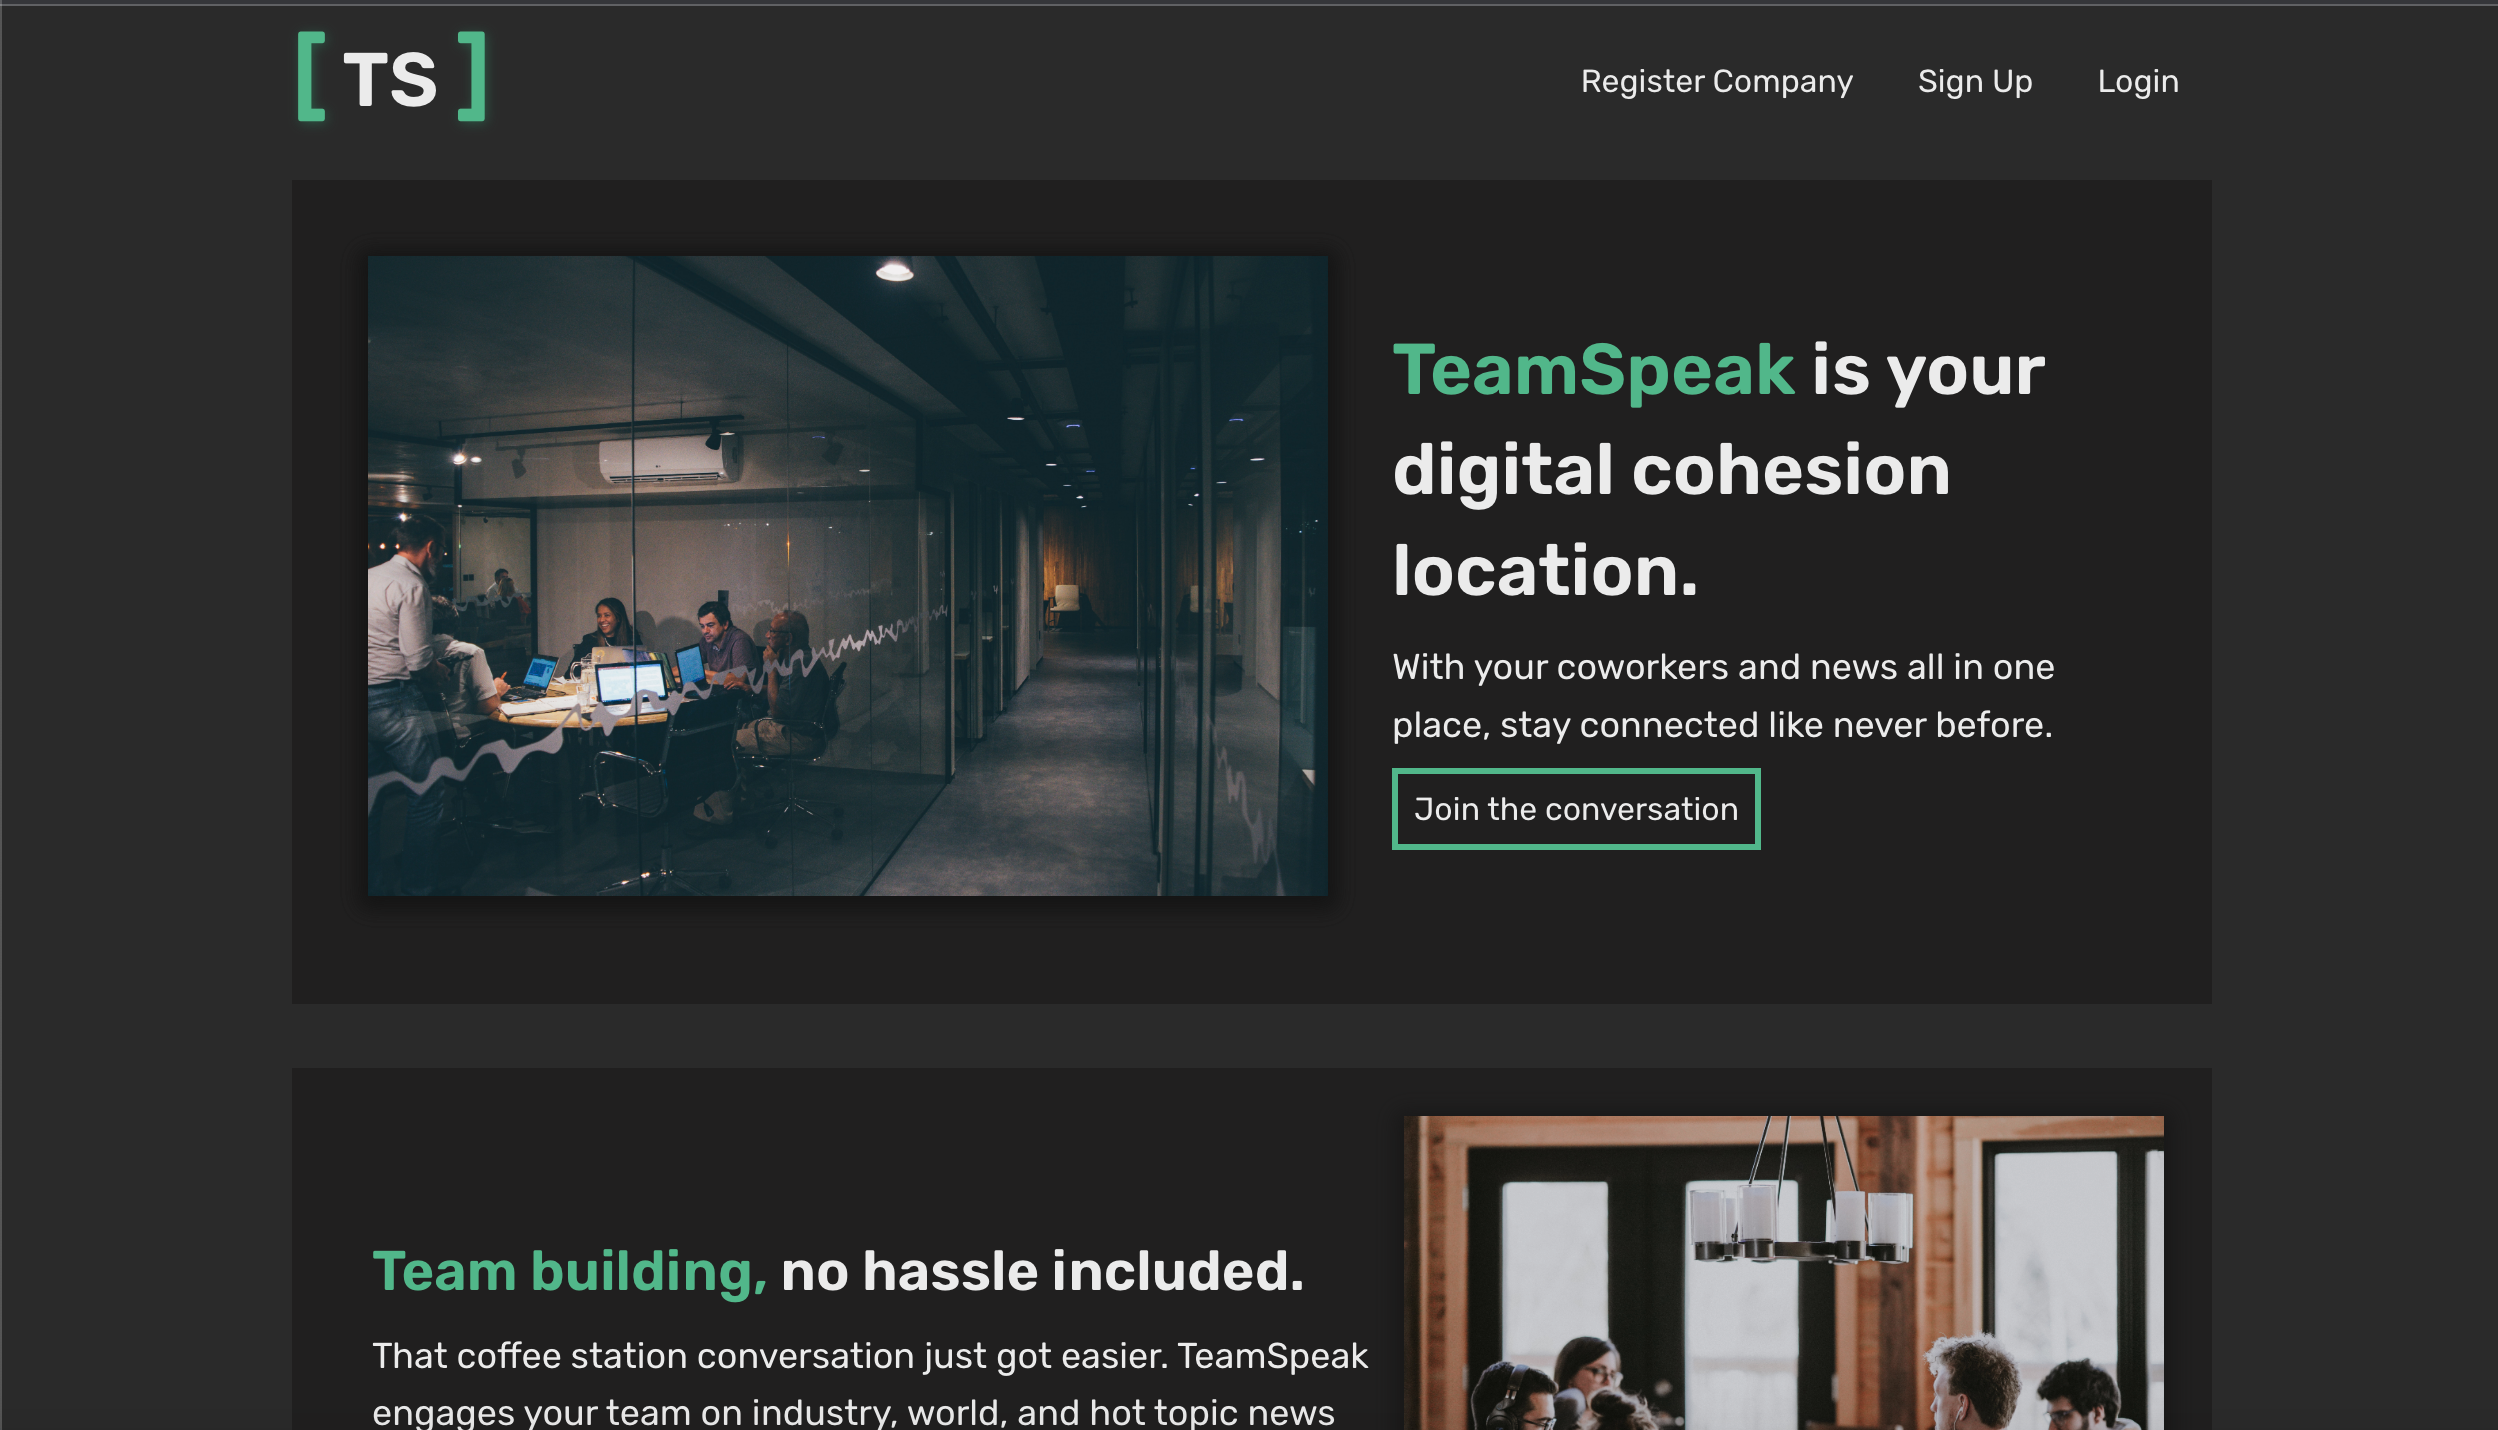 [ TS ]
Register Company
Sign Up
Login
TeamSpeak is your
digital cohesion
location.
With your coworkers and news all in one
place, stay connected like never before.
Join the conversation
Team building, no hassle included.
That coffee station conversation just got easier. TeamSpeak
engages your team on industry, world, and hot topic news